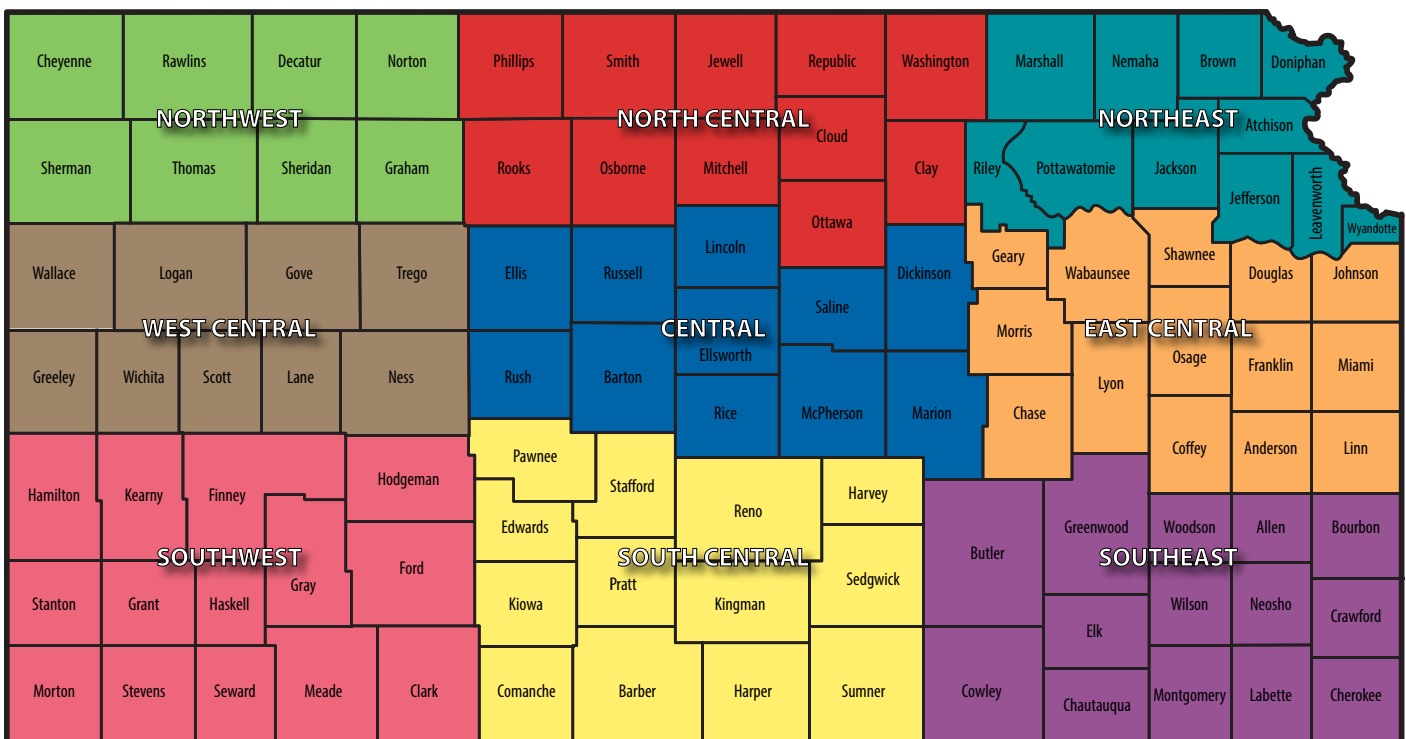 Cheyenne Rawlins Decatur Norton Phillips Smith Jewell Republic Washington Marshall Nemaha Brown Doniphan
NORTHWEST NORTH CENTRAL NORTHEAST
Cloud Atchison
Sherman Thomas Sheridan Graham Rooks Osborne Mitchell Clay Riley Pottawatomie Jackson
Jefferson Leavenworth
Ottawa Wyandotte
Lincoln Geary Shawnee
Wallace Logan Gove Trego Ellis Russell Dickinson Wabaunsee Douglas Johnson
Saline
WEST CENTRAL CENTRAL EAST CENTRAL
Morris
Ellsworth Osage
Greeley Wichita Scott Lane Ness Rush Barton Lyon Franklin Miami
Rice McPherson Marion Chase
Pawnee Coffey Anderson Linn
Hodgeman Stafford
Hamilton Kearny Finney Harvey
Reno
Edwards Greenwood Woodson Allen Bourbon
Butler
SOUTHWEST SOUTH CENTRAL SOUTHEAST
Ford Sedgwick
Gray Pratt
Stanton Grant Haskell Kiowa Kingman Wilson Neosho
Crawford
Elk
Morton Stevens Seward Meade Clark Comanche Barber Harper Sumner Cowley Montgomery Labette Cherokee
Chautauqua